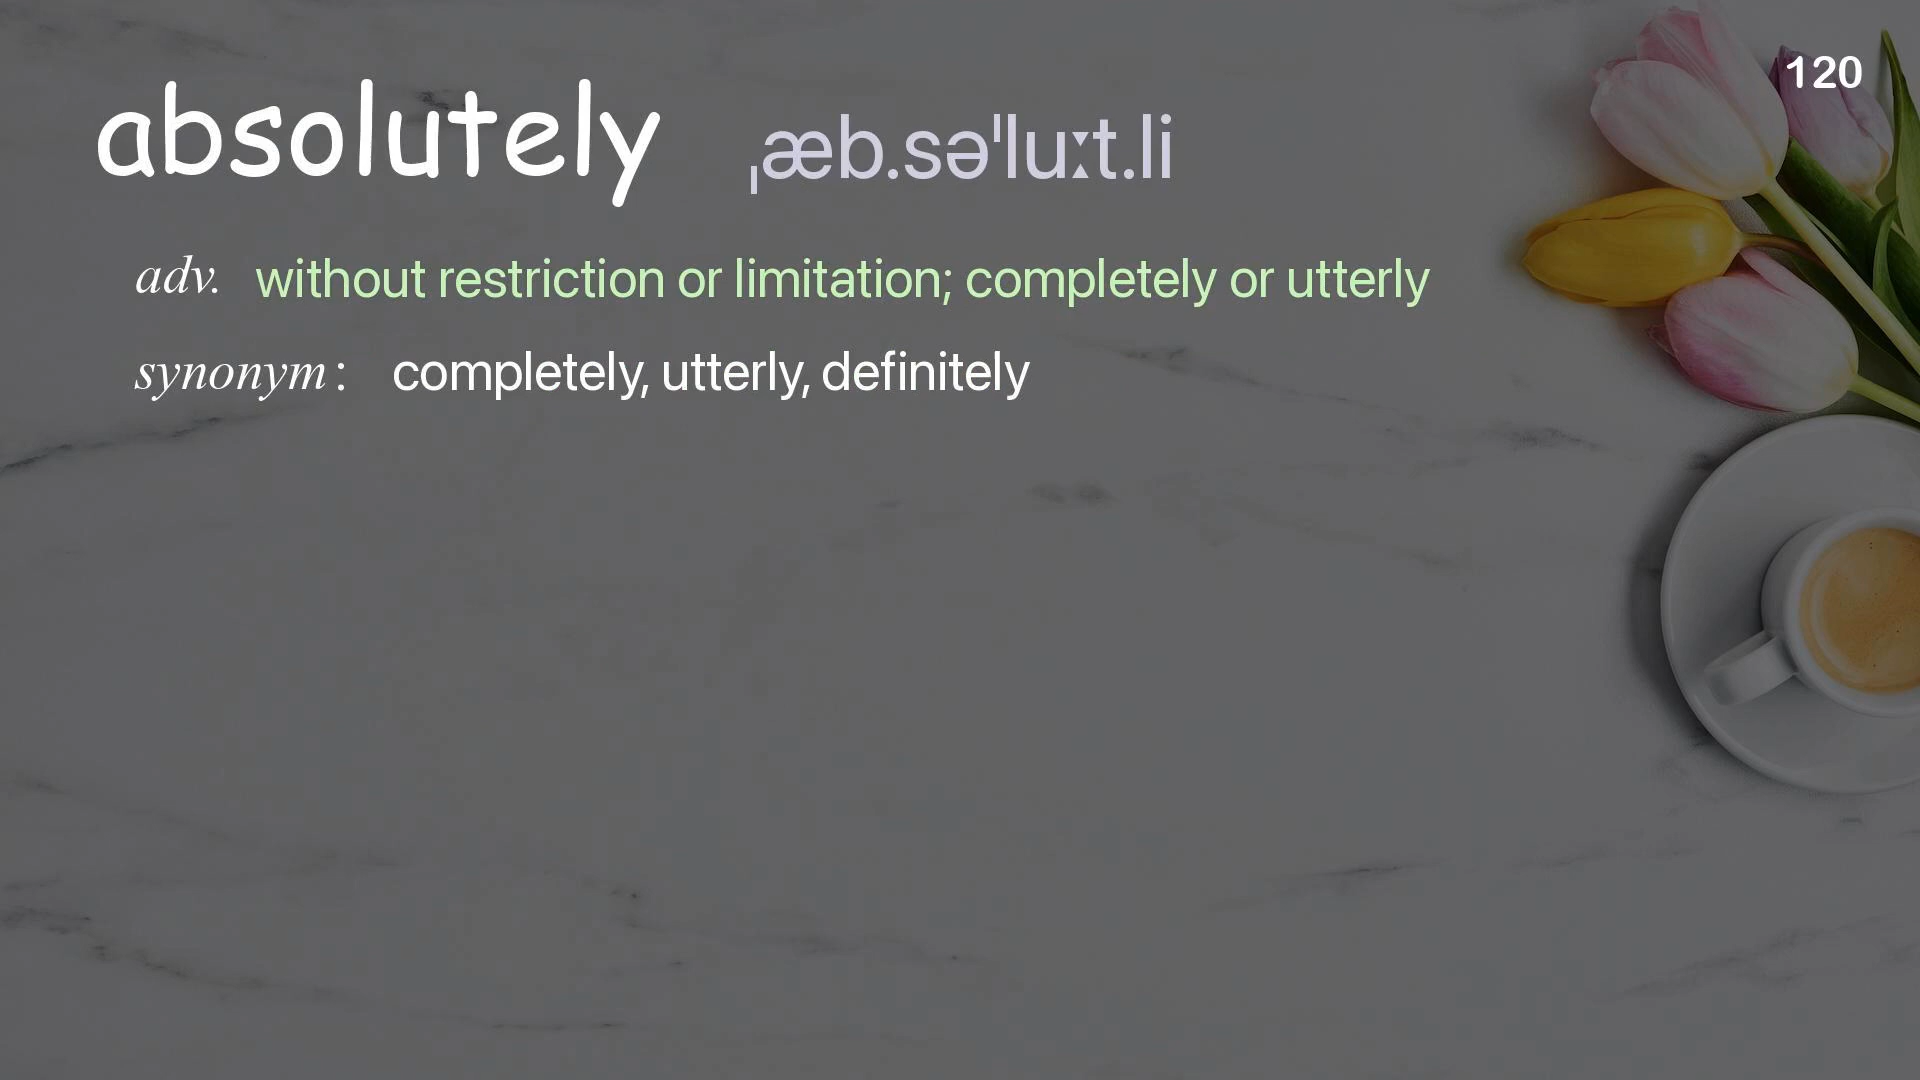 120
absolutely ˌæb.səˈluːt.li
adv. without restriction or limitation; completely or utterly
synonym : completely, utterly, definitely